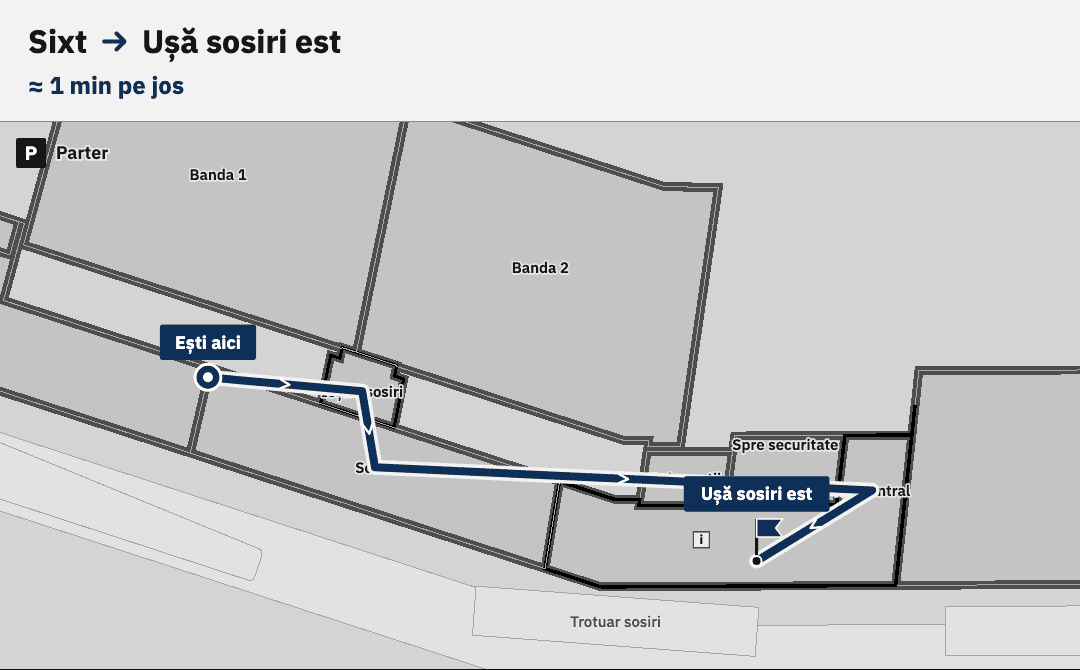 Sixt → Ușă sosiri est
≈ 1 min pe jos
P Parter
Banda 1
Banda 2
Ești aici
sosiri
Spre securitate
Ușă sosiri est
i
Trotuar sosiri